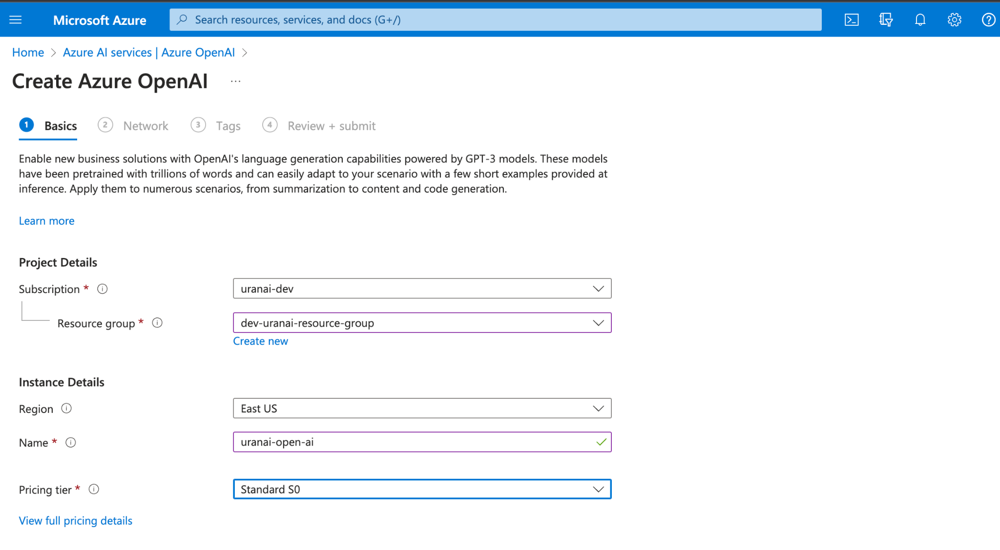 Microsoft Azure
Search resources, services, and docs (G+/)
Home > Azure AI services | Azure OpenAI >
Create Azure OpenAI ...
1 Basics 2 Network 3 Tags 4 Review + submit
Enable new business solutions with OpenAI's language generation capabilities powered by GPT-3 models. These models
have been pretrained with trillions of words and can easily adapt to your scenario with a few short examples provided at
inference. Apply them to numerous scenarios, from summarization to content and code generation.
Learn more
Project Details
Subscription * uranai-dev
Resource group * dev-uranai-resource-group
Create new
Instance Details
Region East US
Name * uranai-open-ai
Pricing tier * Standard S0
View full pricing details